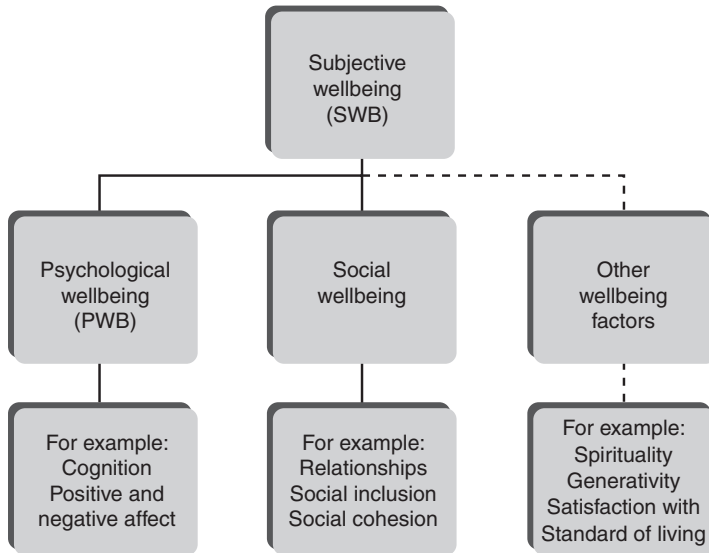 Subjective
wellbeing
(SWB)
Psychological
wellbeing
(PWB)
Social
wellbeing
Other
wellbeing
factors
For example:
Cognition
Positive and
negative affect
For example:
Relationships
Social inclusion
Social cohesion
For example:
Spirituality
Generativity
Satisfaction with
Standard of living